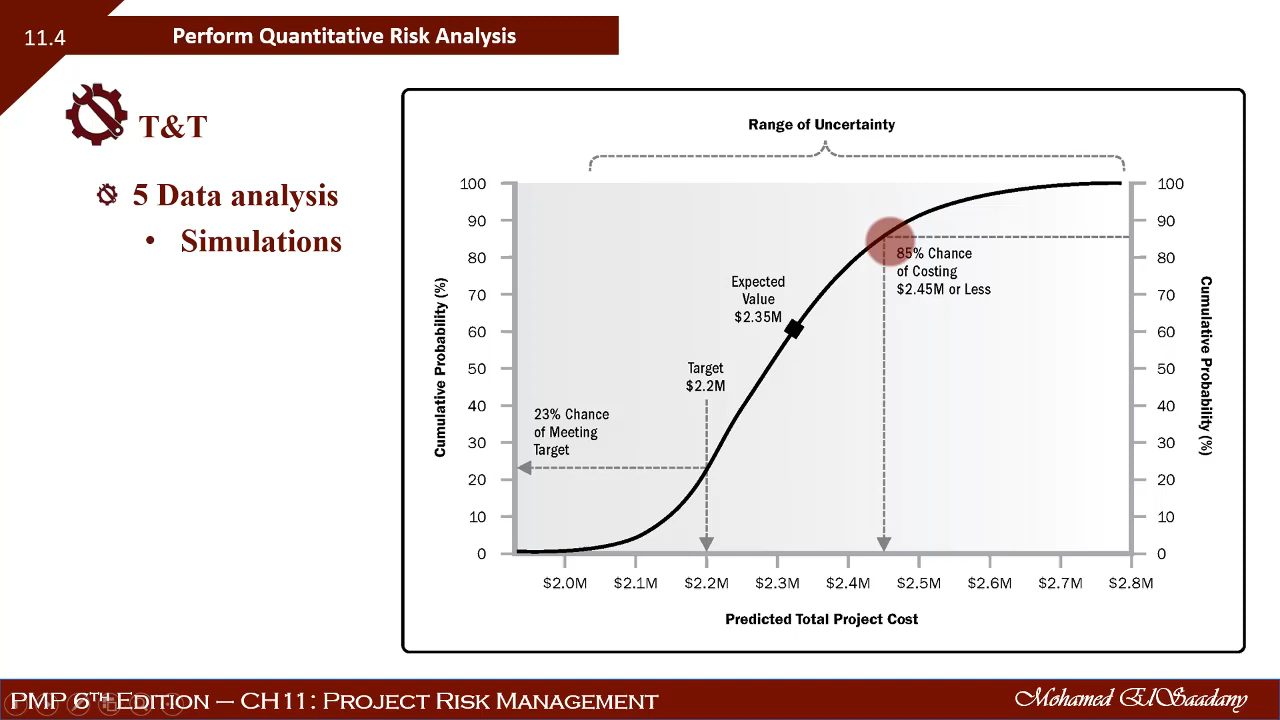 11.4
Perform Quantitative Risk Analysis
T&T
5 Data analysis
• Simulations
Range of Uncertainty
100
90
80
70
60
50
40
30
20
10
0
Cumulative Probability (%)
100
90
80
70
60
50
40
30
20
10
0
Cumulative Probability (%)
85% Chance
of Costing
$2.45M or Less
Expected
Value
$2.35M
Target
$2.2M
23% Chance
of Meeting
Target
$2.0M
$2.1M
$2.2M
$2.3M
$2.4M
$2.5M
$2.6M
$2.7M
$2.8M
Predicted Total Project Cost
PMP 6TH Edition – CH11: Project Risk Management
Mohamed ElSaadany